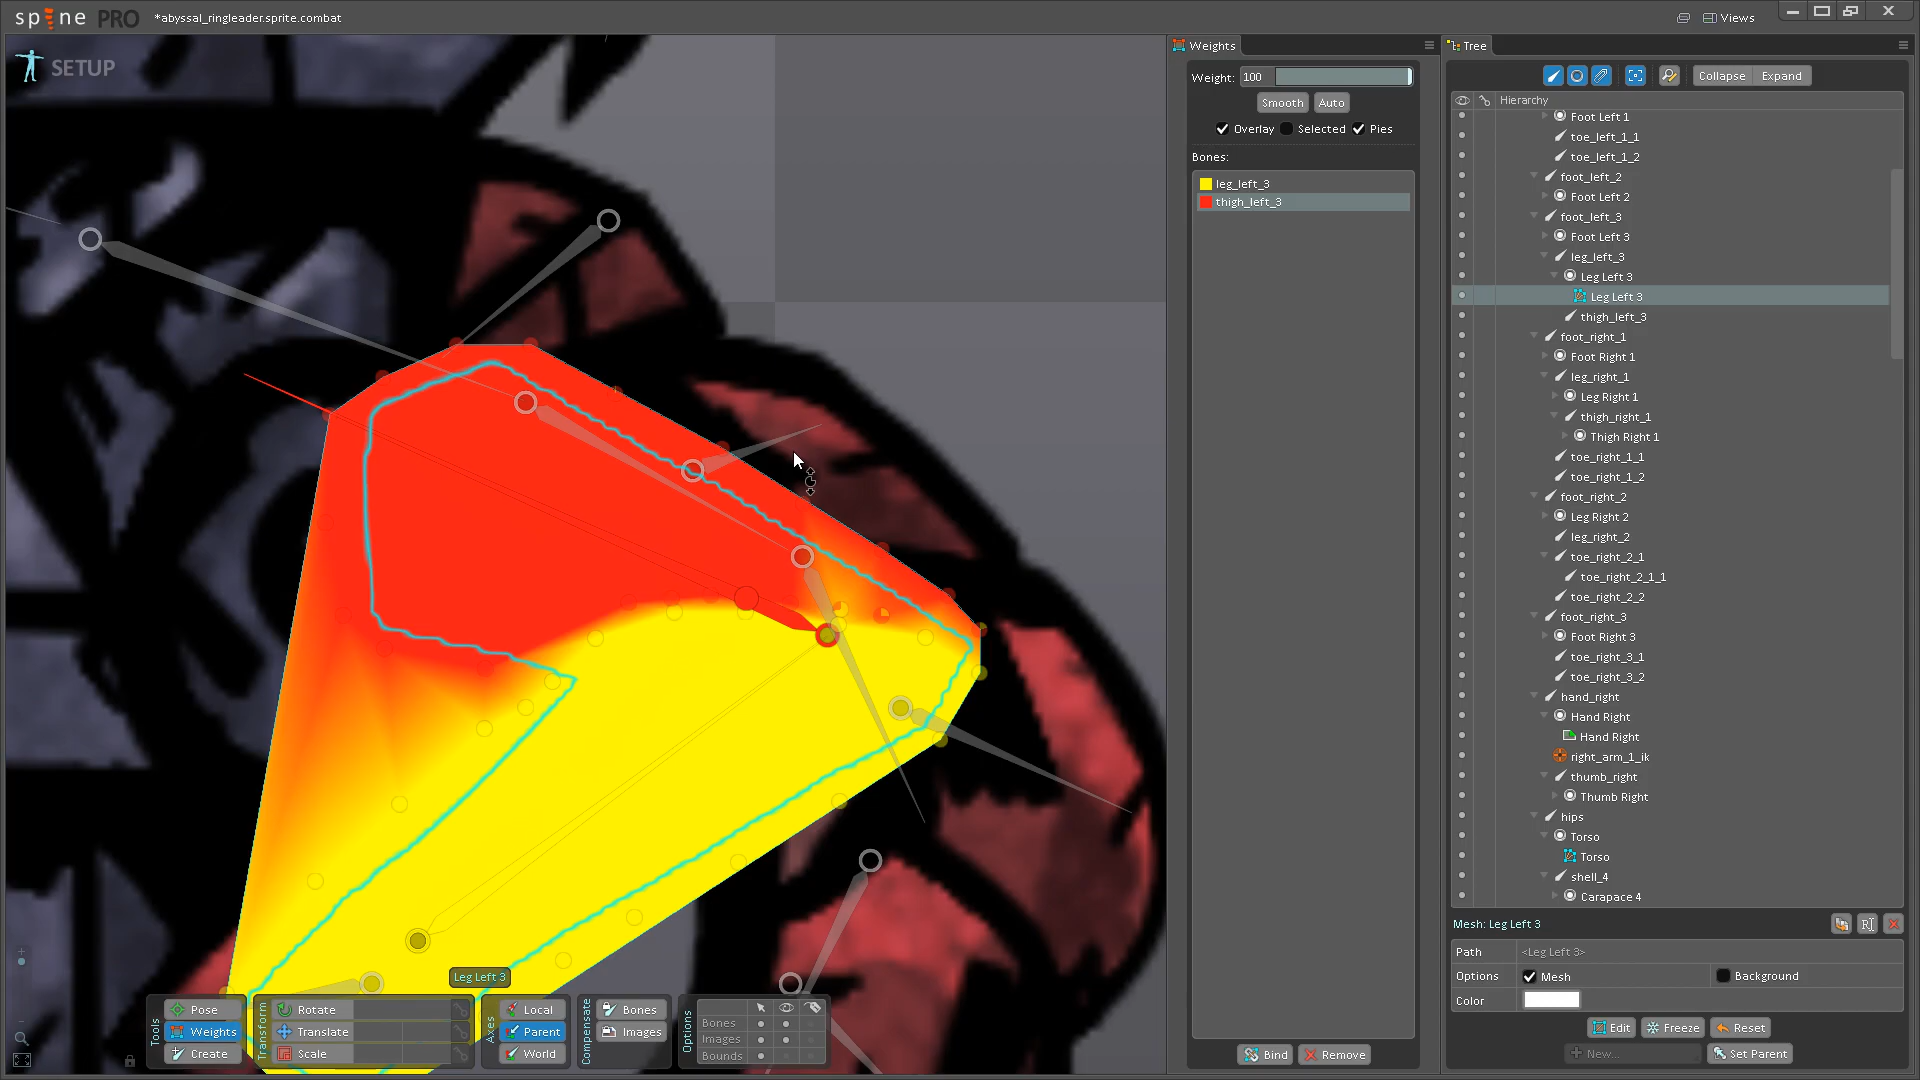 spine PRO *abyssal_ringleader.sprite.combat Views
SETUP
Weights
Weight: 100
Smooth Auto
Overlay Selected Pies
Bones:
leg_left_3
thigh_left_3
Bind Remove
Tree
Collapse Expand
Hierarchy
Foot Left 1
toe_left_1_1
toe_left_1_2
foot_left_2
Foot Left 2
foot_left_3
Foot Left 3
leg_left_3
Leg Left 3
Leg Left 3
thigh_left_3
foot_right_1
Foot Right 1
leg_right_1
Leg Right 1
thigh_right_1
Thigh Right 1
toe_right_1_1
toe_right_1_2
foot_right_2
Leg Right 2
leg_right_2
toe_right_2_1
toe_right_2_1_1
toe_right_2_2
foot_right_3
Foot Right 3
toe_right_3_1
toe_right_3_2
hand_right
Hand Right
Hand Right
right_arm_1_ik
thumb_right
Thumb Right
hips
Torso
Torso
shell_4
Carapace 4
Mesh: Leg Left 3
Path <Leg Left 3>
Options Mesh Background
Color
Edit Freeze Reset
New... Set Parent
Leg Left 3
Tools
Pose
Weights
Create
Transform
Rotate
Translate
Scale
Axes
Local
Parent
World
Compensate
Bones
Images
Options
Bones
Images
Bounds